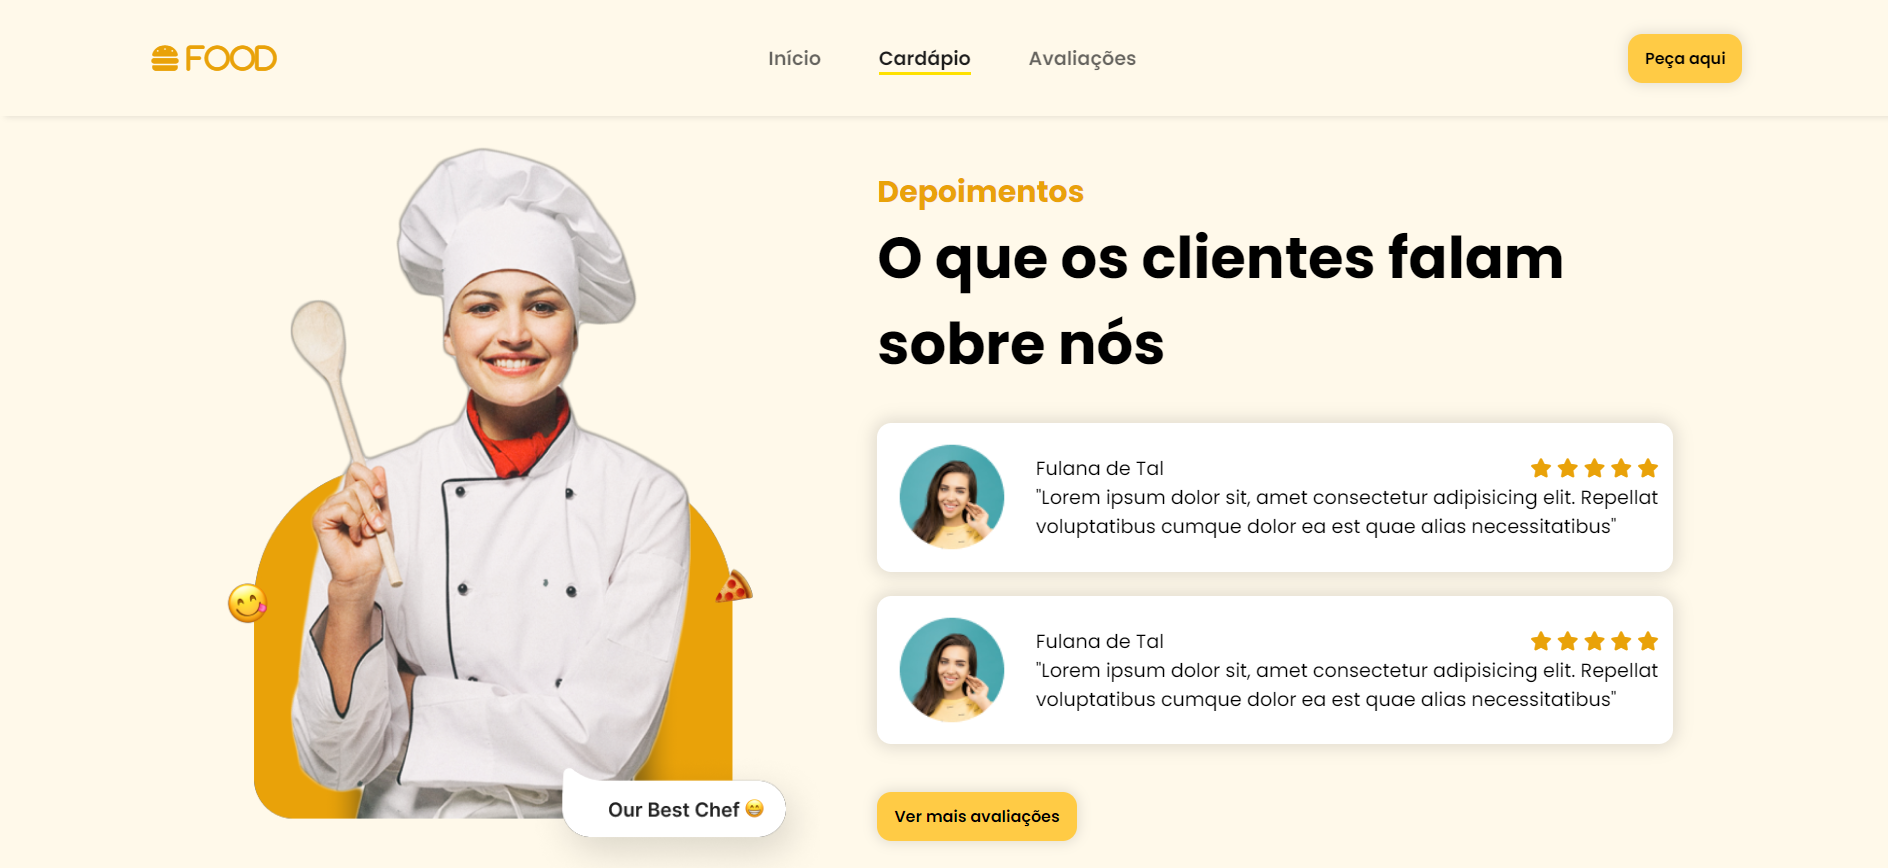 FOOD
Início
Cardápio
Avaliações
Peça aqui
Depoimentos
O que os clientes falam
sobre nós
Fulana de Tal
"Lorem ipsum dolor sit, amet consectetur adipisicing elit. Repellat
voluptatibus cumque dolor ea est quae alias necessitatibus"
Fulana de Tal
"Lorem ipsum dolor sit, amet consectetur adipisicing elit. Repellat
voluptatibus cumque dolor ea est quae alias necessitatibus"
Our Best Chef 😁
Ver mais avaliações